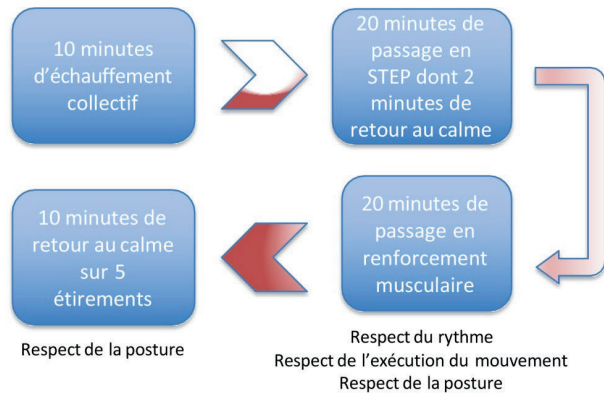 10 minutes
d'échauffement
collectif
20 minutes de
passage en
STEP dont 2
minutes de
retour au calme
20 minutes de
passage en
renforcement
musculaire
Respect du rythme
Respect de l'exécution du mouvement
Respect de la posture
10 minutes de
retour au calme
sur 5
étirements
Respect de la posture